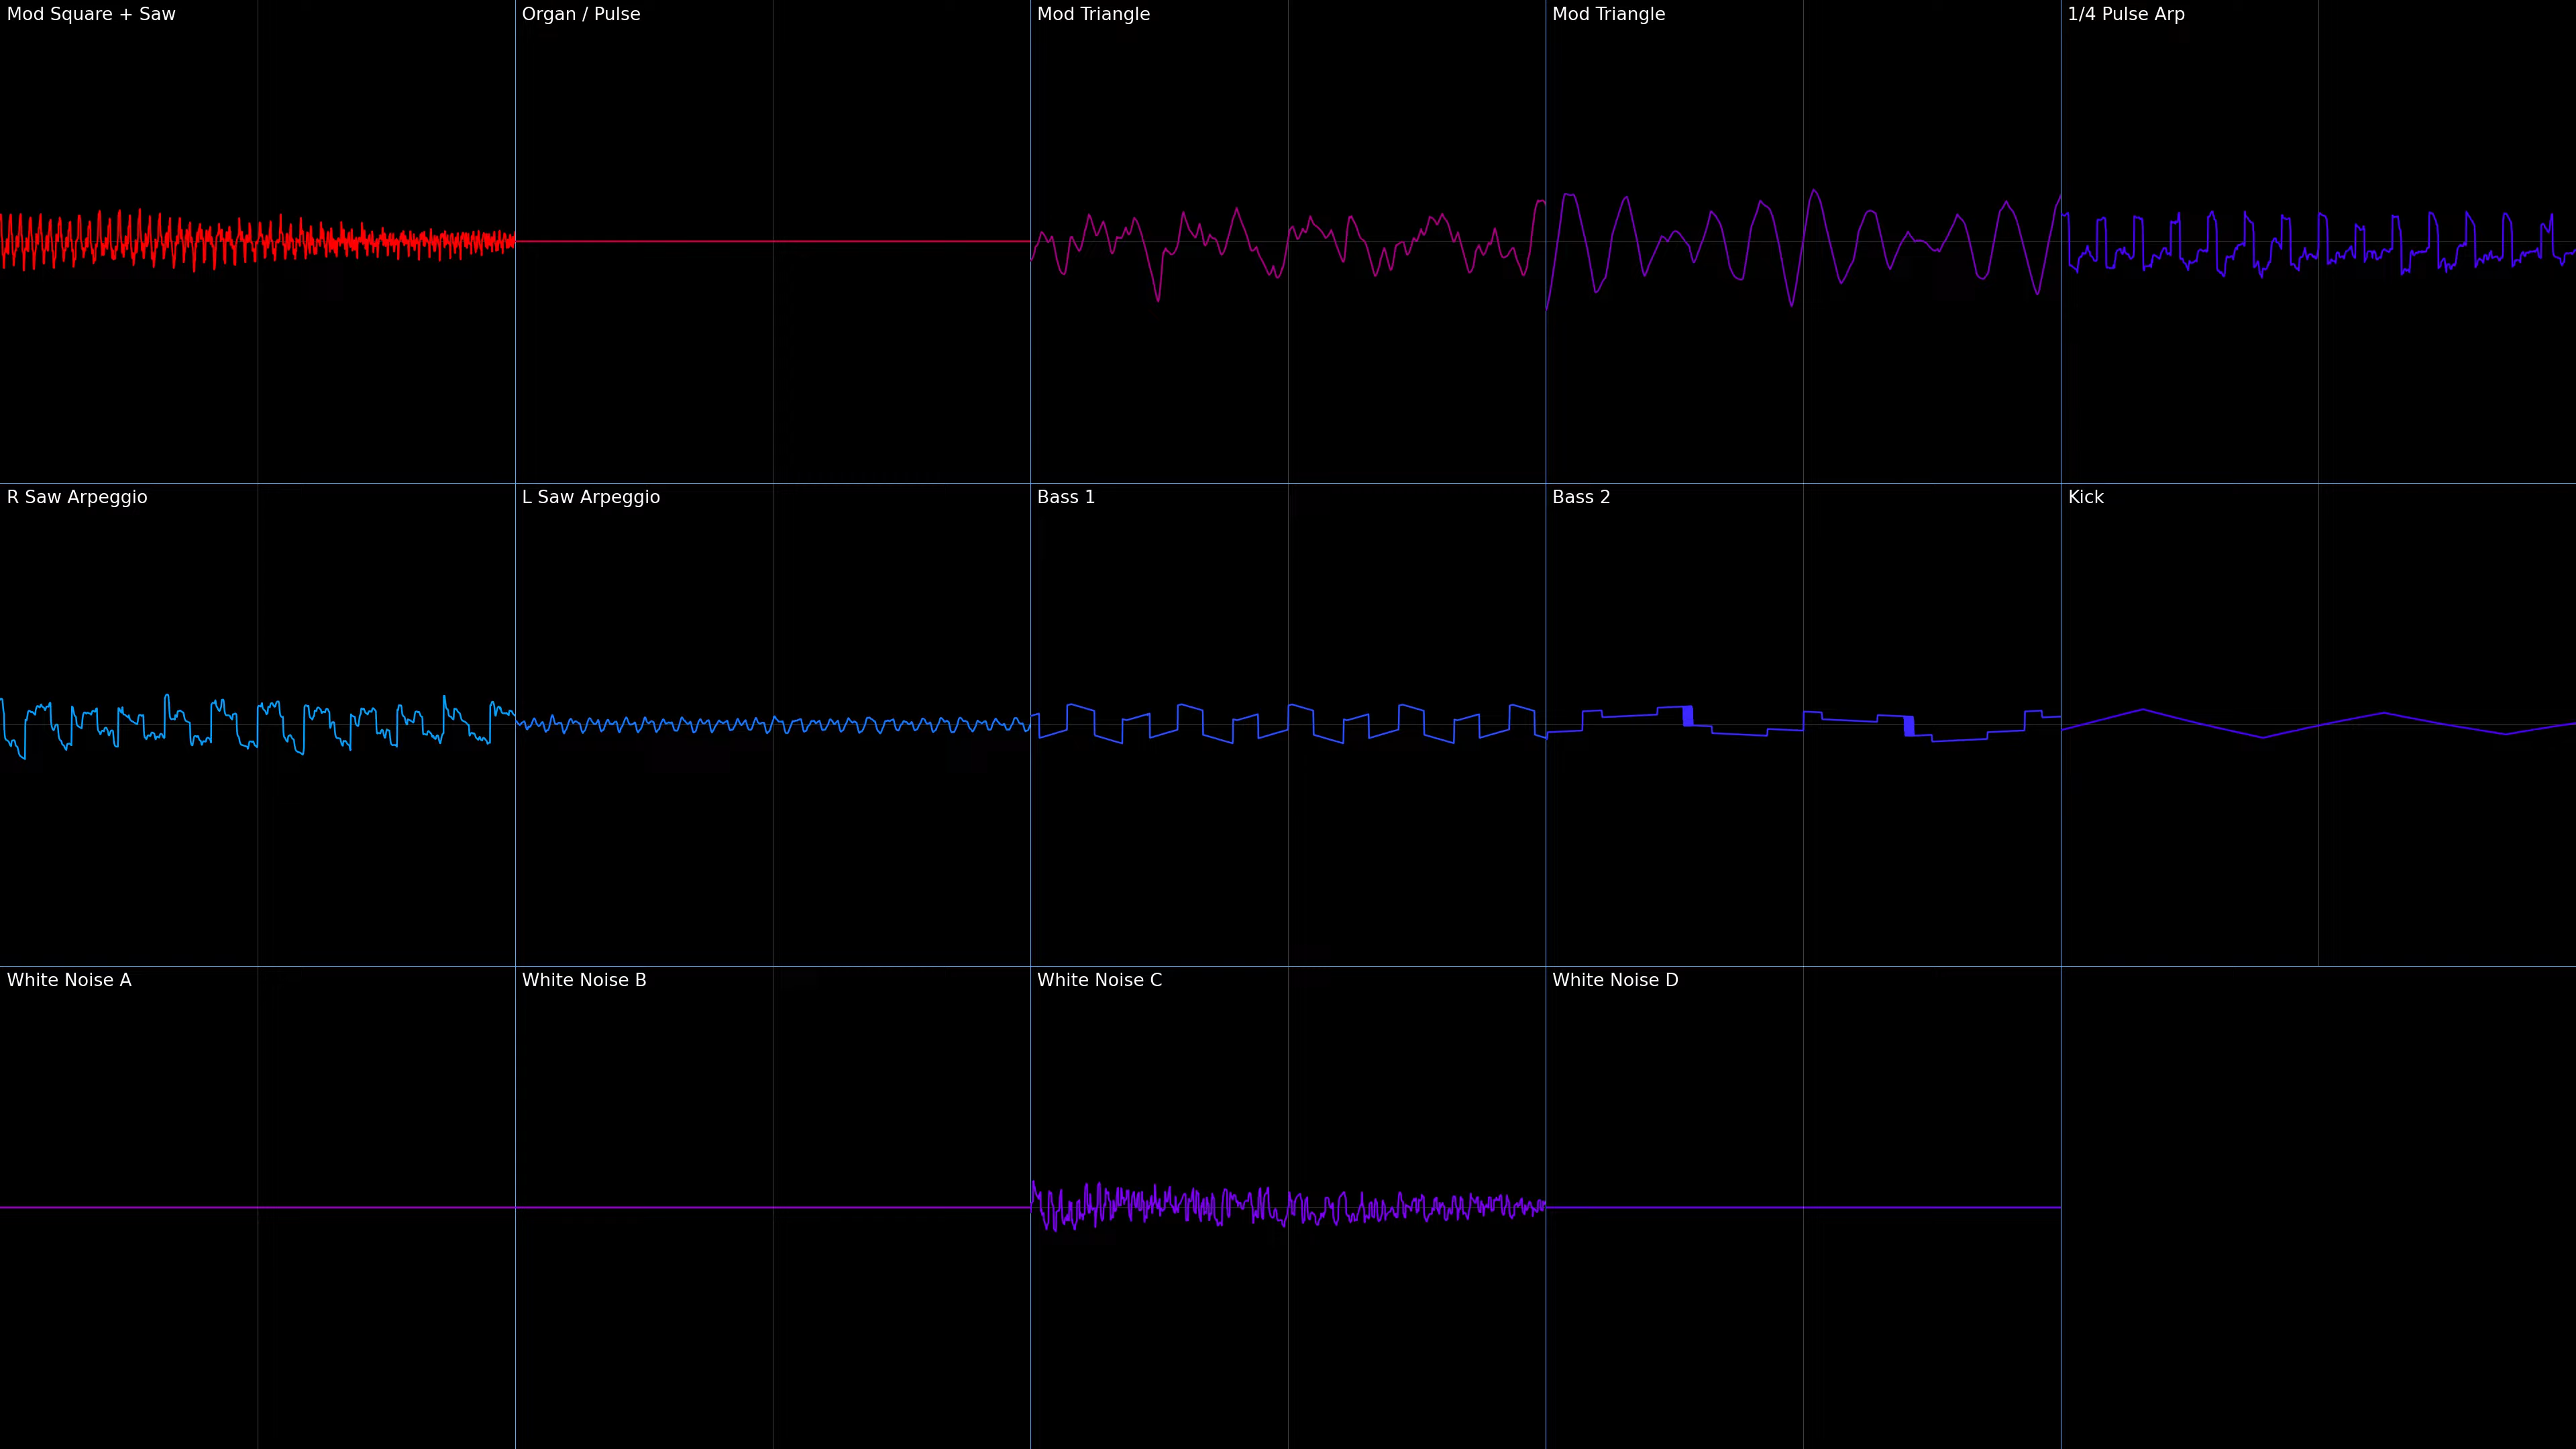 Mod Square + Saw
Organ / Pulse
Mod Triangle
Mod Triangle
1/4 Pulse Arp
R Saw Arpeggio
L Saw Arpeggio
Bass 1
Bass 2
Kick
White Noise A
White Noise B
White Noise C
White Noise D